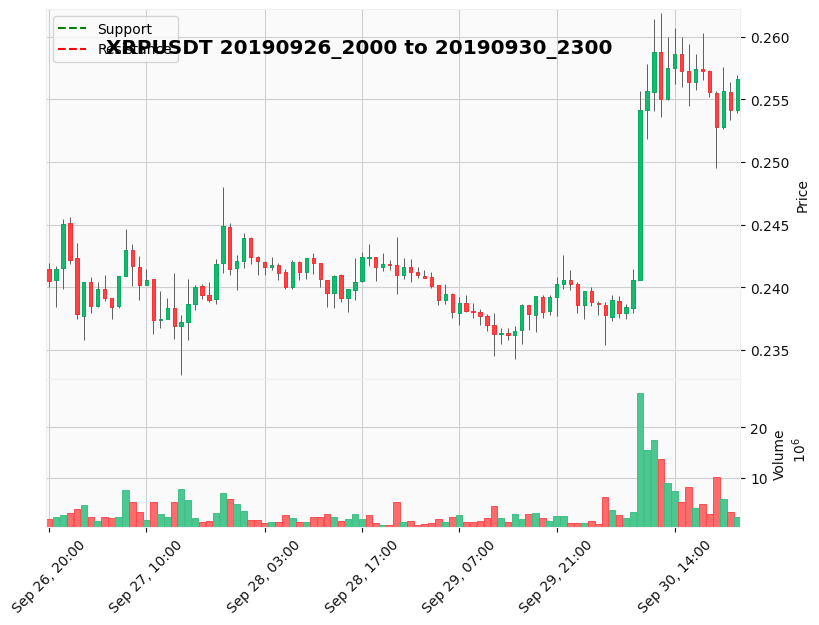 Support
Resistance
XRPUSDT 20190926_2000 to 20190930_2300
0.260
0.255
0.250
0.245
0.240
0.235
Price
20
10
Volume
10^6
Sep 26, 20:00
Sep 27, 10:00
Sep 28, 03:00
Sep 28, 17:00
Sep 29, 07:00
Sep 29, 21:00
Sep 30, 14:00